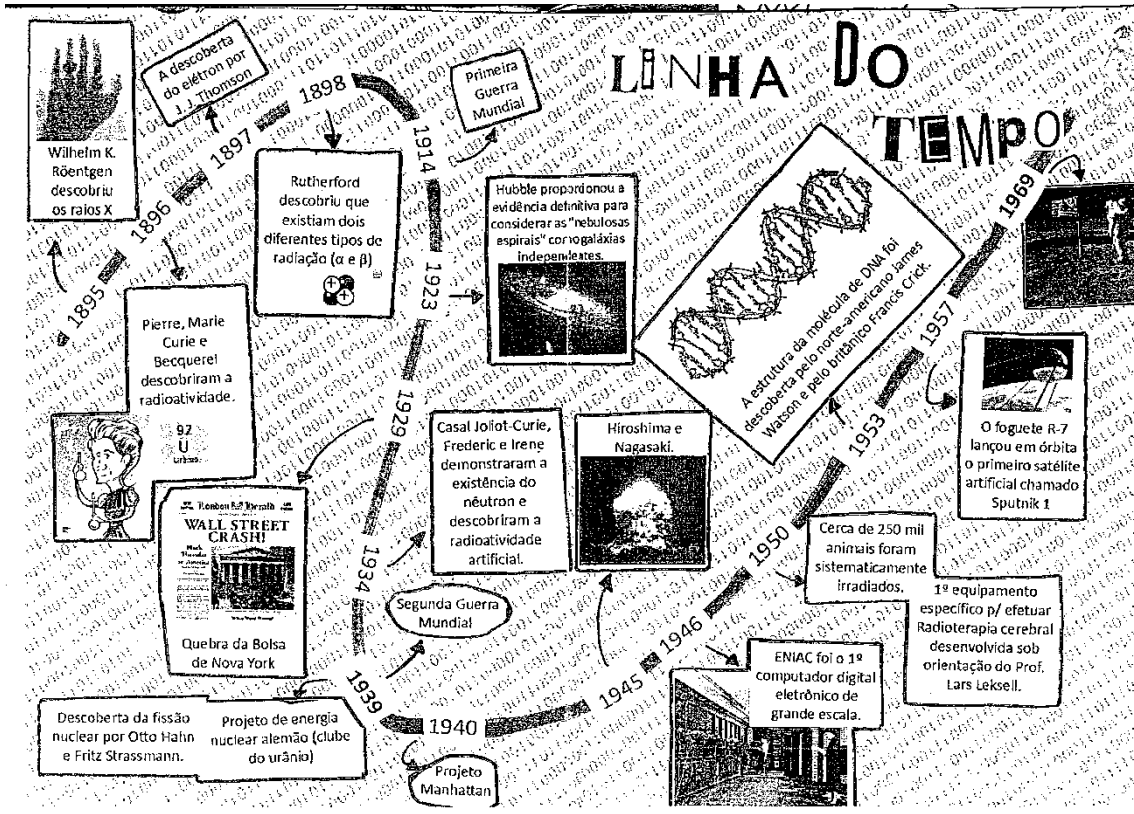 LINHA DO
TEMPO
1895
Wilhelm K.
Röentgen
descobriu
os raios X
1896
Pierre, Marie
Curie e
Becquerel
descobriram a
radioatividade.
92
U
1897
A descoberta
do elétron por
J. J. Thomson
1898
Rutherford
descobriu que
existiam dois
diferentes tipos de
radiação (α e β)
1914
Primeira
Guerra
Mundial
1923
Hubble proporcionou a
evidência definitiva para
considerar as "nebulosas
espirais" como galáxias
independentes.
1929
WALL STREET
CRASH!
Quebra da Bolsa
de Nova York
1934
Casal Joliot-Curie,
Frederic e Irene
demonstraram a
existência do
nêutron e
descobriram a
radioatividade
artificial.
1939
Segunda Guerra
Mundial
Descoberta da fissão
nuclear por Otto Hahn
e Fritz Strassmann.
Projeto de energia
nuclear alemão (clube
do urânio)
1940
Projeto
Manhattan
1945
Hiroshima e
Nagasaki.
1946
ENIAC foi o 1º
computador digital
eletrônico de
grande escala.
1950
Cerca de 250 mil
animais foram
sistematicamente
irradiados.
1º equipamento
específico p/ efetuar
Radioterapia cerebral
desenvolvida sob
orientação do Prof.
Lars Leksell.
1953
A estrutura da molécula de DNA foi
descoberta pelo norte-americano James
Watson e pelo britânico Francis Crick.
1957
O foguete R-7
lançou em órbita
o primeiro satélite
artificial chamado
Sputnik 1
1969